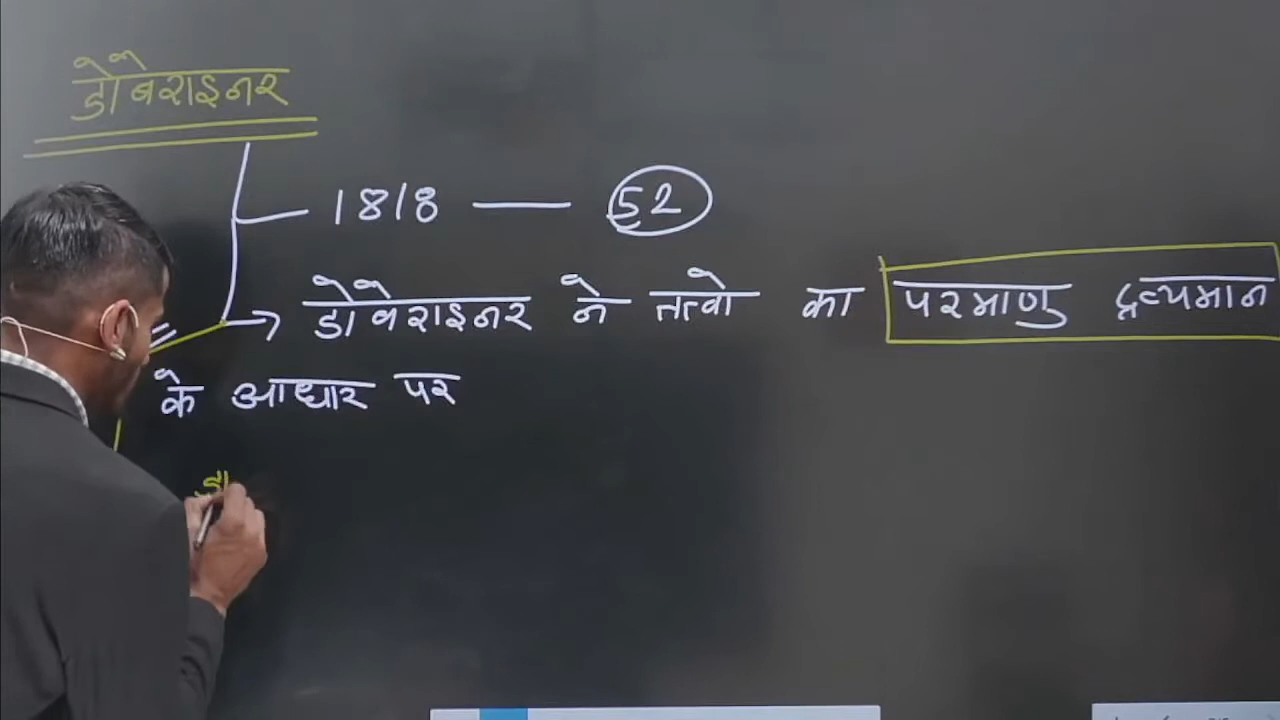 डोबेराइनर
1818 — 52
डोबेराइनर ने तत्वो का परमाणु द्रव्यमान
के आधार पर